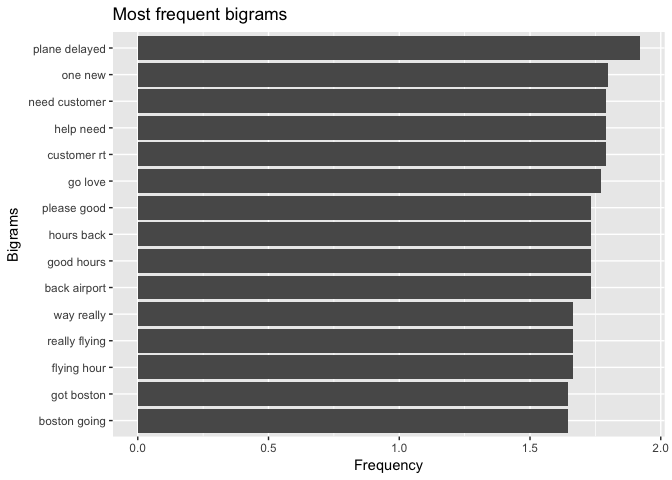 Most frequent bigrams
Bigrams
plane delayed
one new
need customer
help need
customer rt
go love
please good
hours back
good hours
back airport
way really
really flying
flying hour
got boston
boston going
0.0 0.5 1.0 1.5 2.0
Frequency